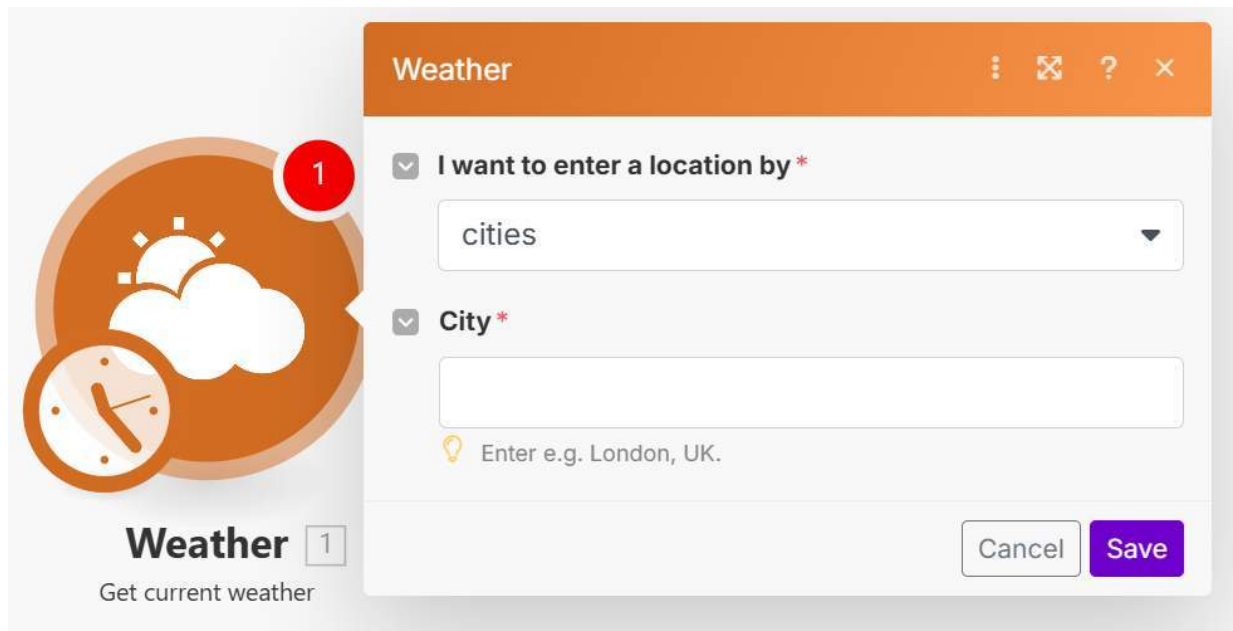 Weather
?
1
I want to enter a location by *
cities
City *
Enter e.g. London, UK.
Weather 1
Get current weather
Cancel Save